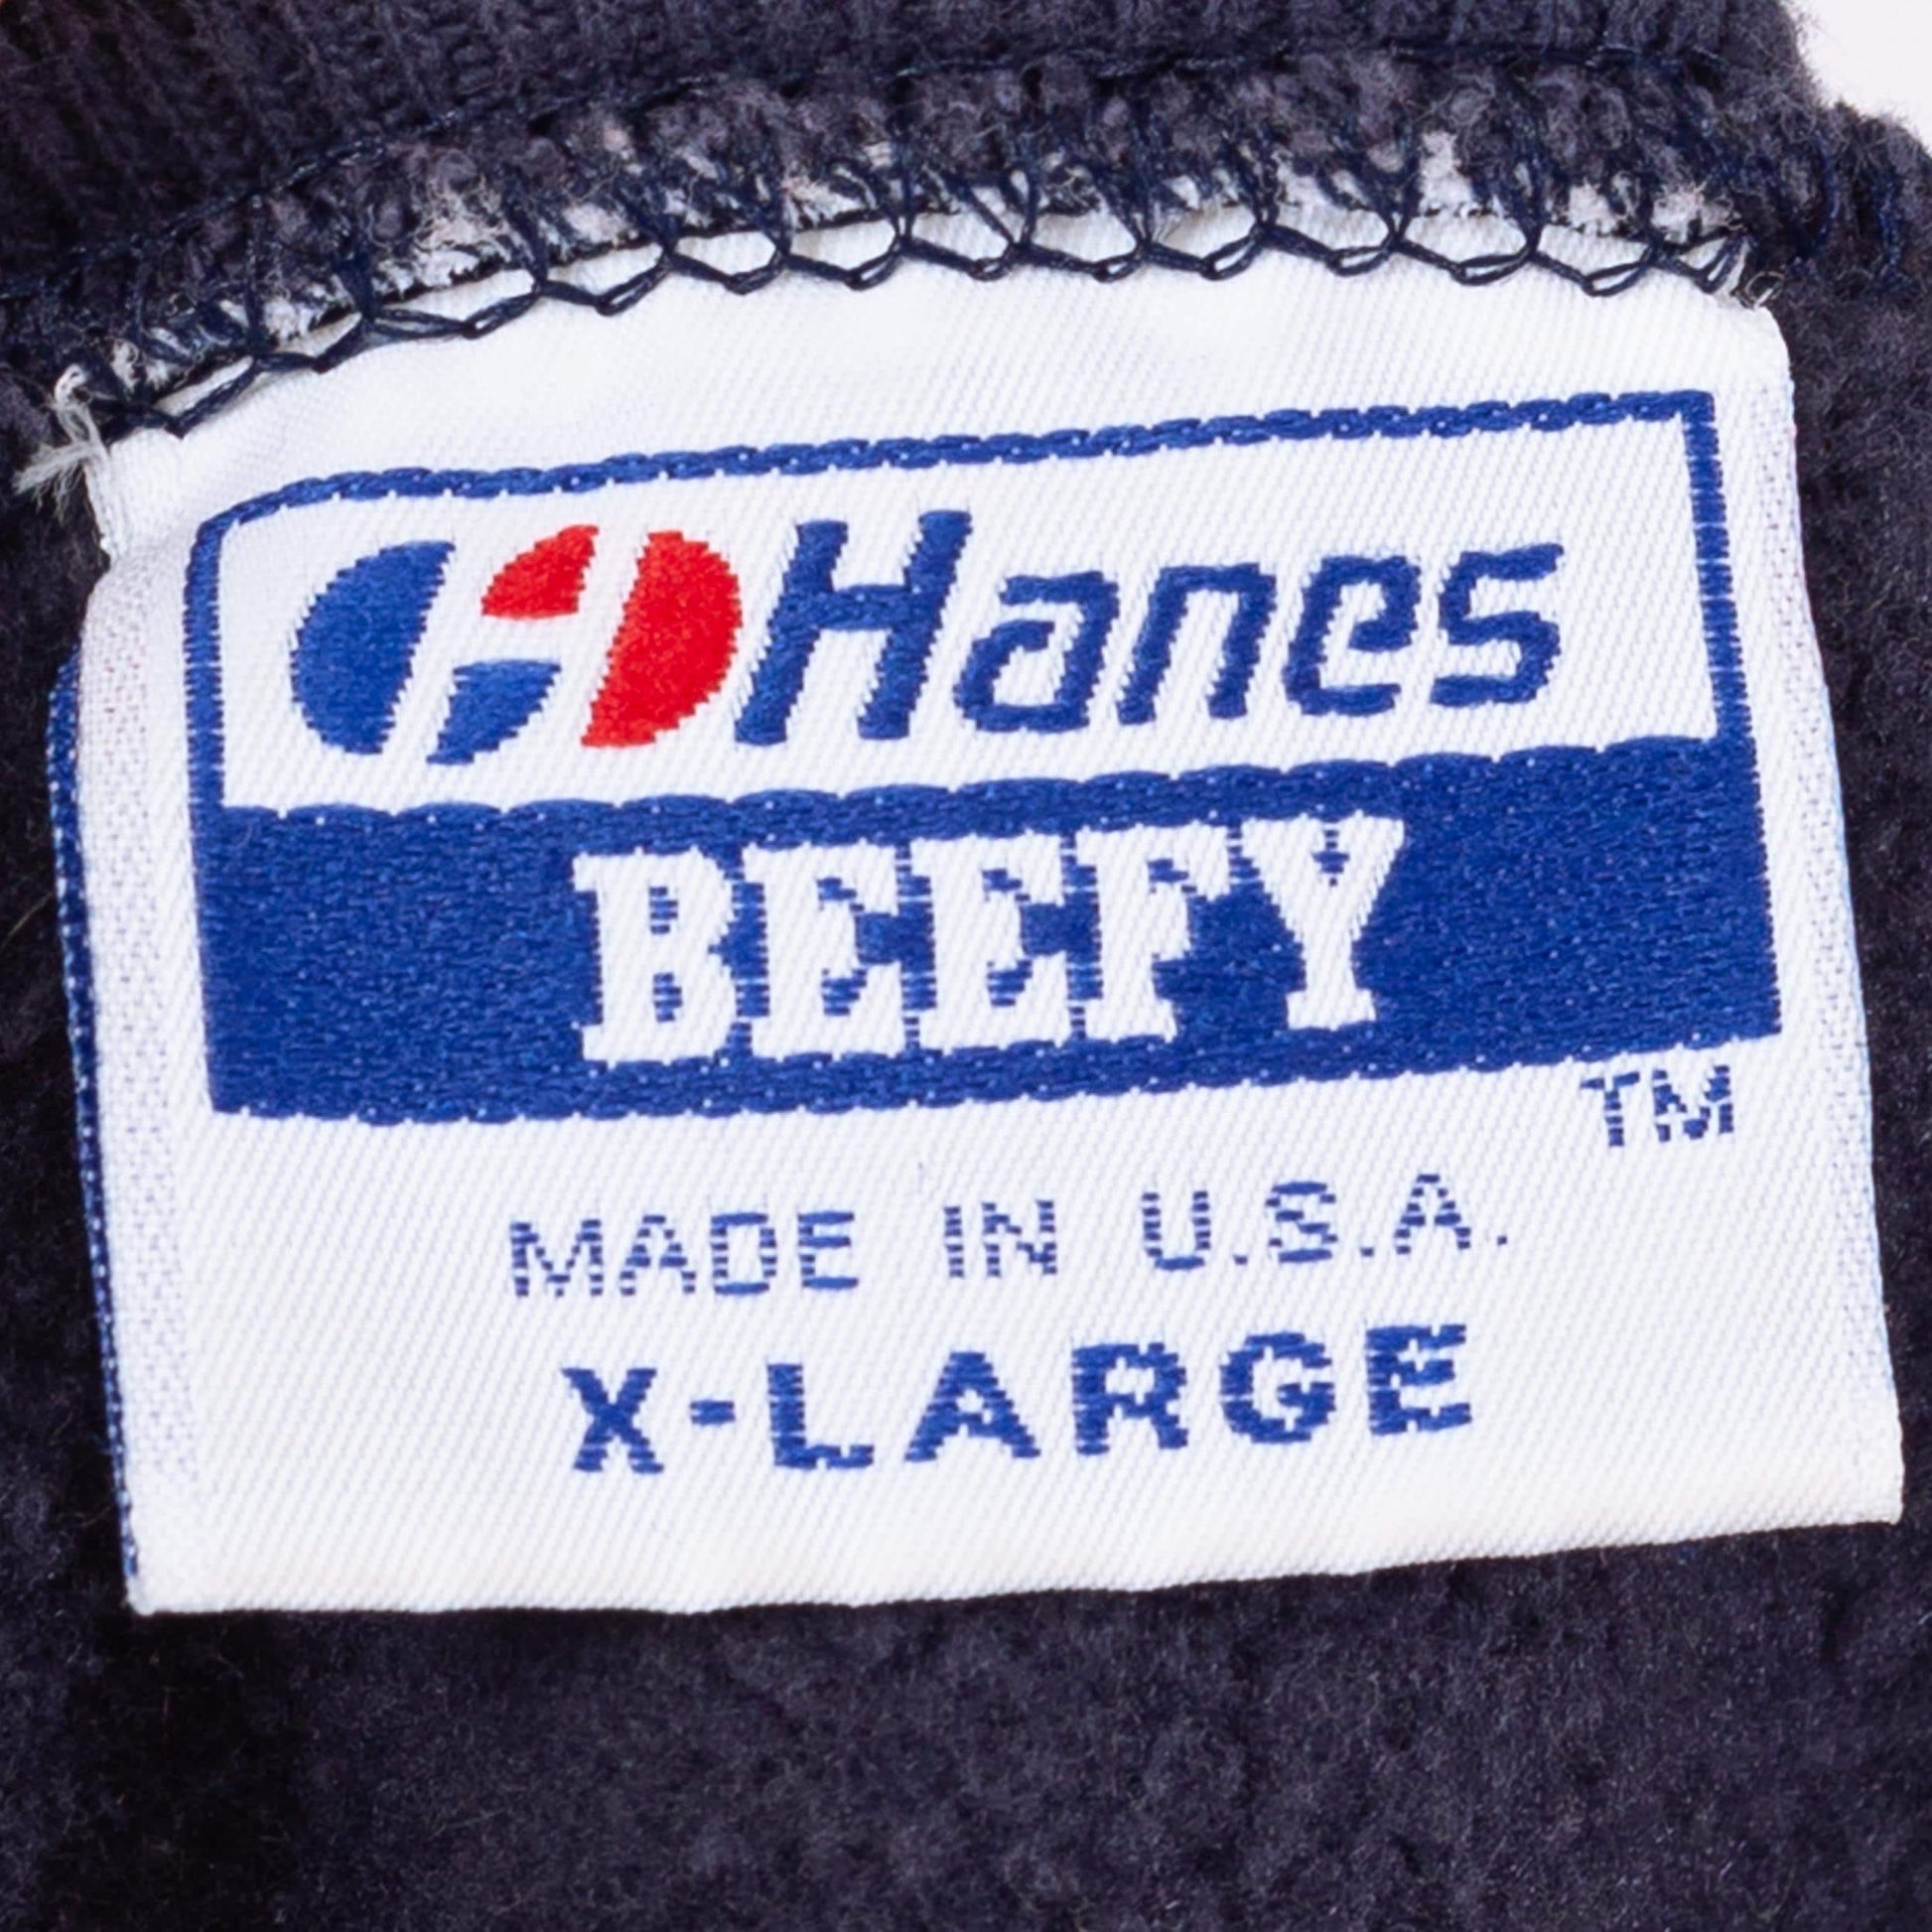 Hanes
BEEFY
TM
MADE IN U.S.A.
X-LARGE